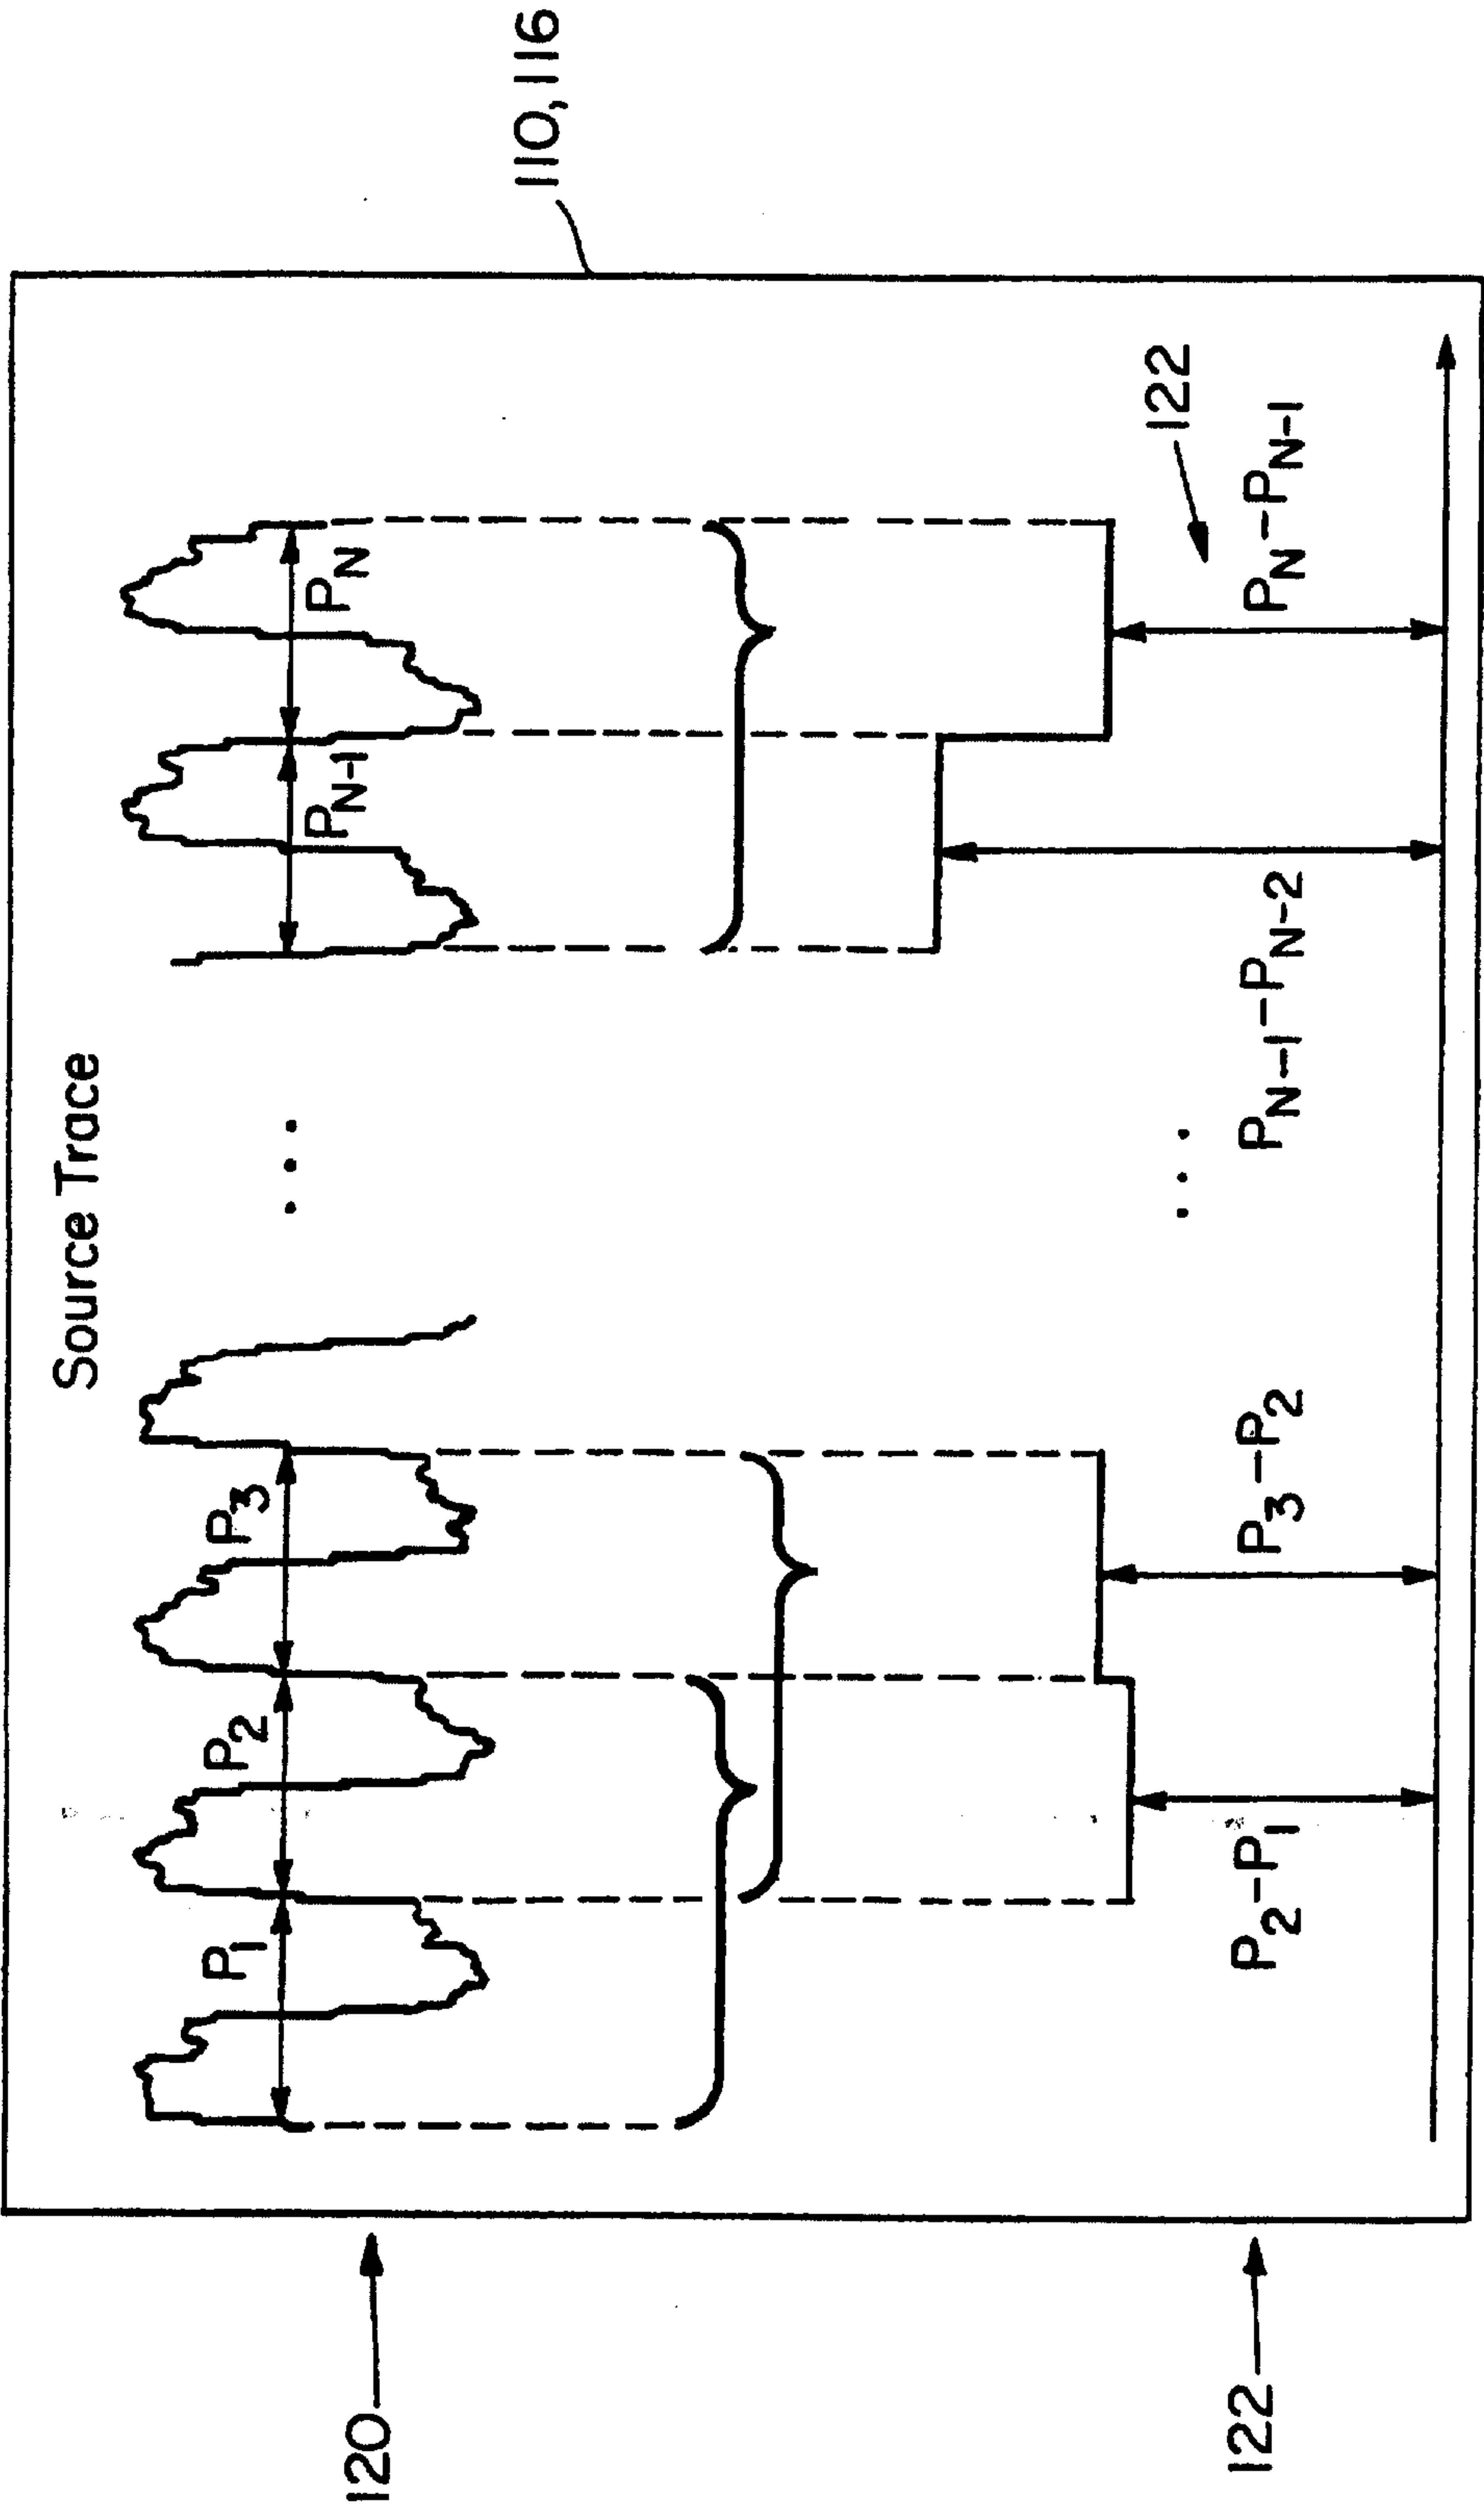 110, 116
Source Trace
120
P1
P2
P3
. . .
PN-1
PN
122
122
P2-P1
P3-P2
. . .
PN-1-PN-2
PN-PN-1